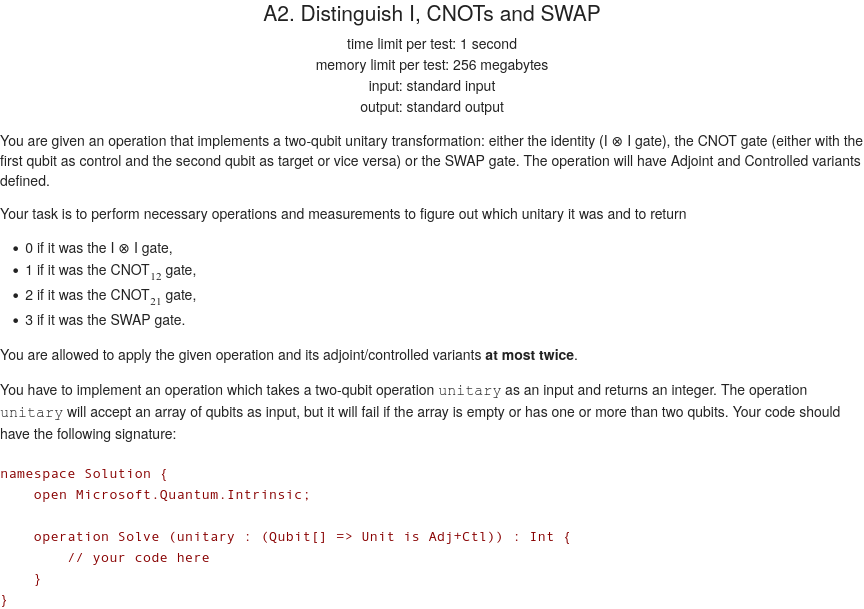 A2. Distinguish I, CNOTs and SWAP
time limit per test: 1 second
memory limit per test: 256 megabytes
input: standard input
output: standard output
You are given an operation that implements a two-qubit unitary transformation: either the identity (I ⊗ I gate), the CNOT gate (either with the
first qubit as control and the second qubit as target or vice versa) or the SWAP gate. The operation will have Adjoint and Controlled variants
defined.
Your task is to perform necessary operations and measurements to figure out which unitary it was and to return
• 0 if it was the I ⊗ I gate,
• 1 if it was the CNOT₁₂ gate,
• 2 if it was the CNOT₂₁ gate,
• 3 if it was the SWAP gate.
You are allowed to apply the given operation and its adjoint/controlled variants at most twice.
You have to implement an operation which takes a two-qubit operation unitary as an input and returns an integer. The operation
unitary will accept an array of qubits as input, but it will fail if the array is empty or has one or more than two qubits. Your code should
have the following signature:
namespace Solution {
    open Microsoft.Quantum.Intrinsic;

    operation Solve (unitary : (Qubit[] => Unit is Adj+Ctl)) : Int {
        // your code here
    }
}